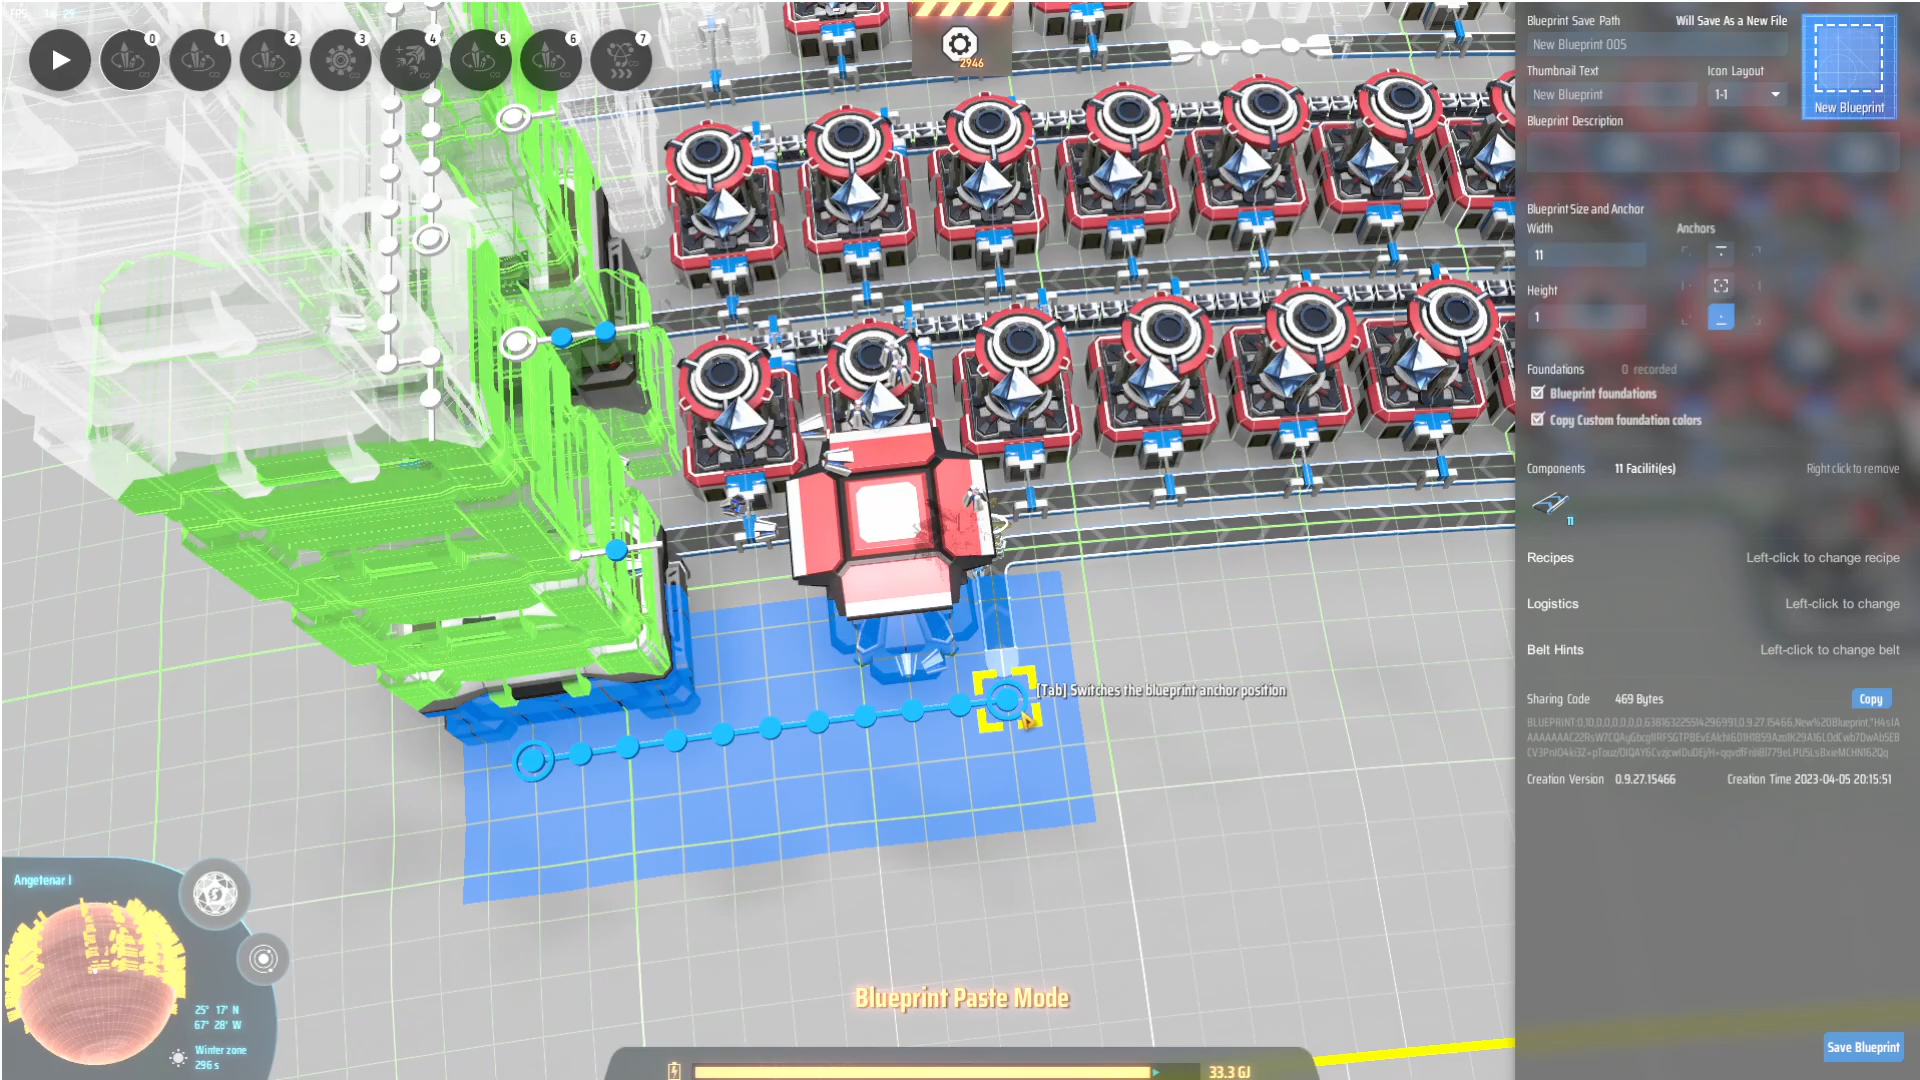 0
1
2
3
4
5
6
7
2946
Blueprint Save Path
Will Save As a New File
New Blueprint 005
Thumbnail Text
Icon Layout
New Blueprint
1-1
New Blueprint
Blueprint Description
Blueprint Size and Anchor
Width
Anchors
11
Height
1
Foundations
0 recorded
Blueprint foundations
Copy Custom foundation colors
Components
11 Faciliti(es)
Right click to remove
11
Recipes
Left-click to change recipe
Logistics
Left-click to change
Belt Hints
Left-click to change belt
Sharing Code
469 Bytes
Copy
Creation Version
0.9.27.15466
Creation Time 2023-04-05 20:15:51
[Tab] Switches the blueprint anchor position
Angetenar I
25° 17' N
67° 28' W
Winter zone
296 s
Blueprint Paste Mode
33.3 GJ
Save Blueprint